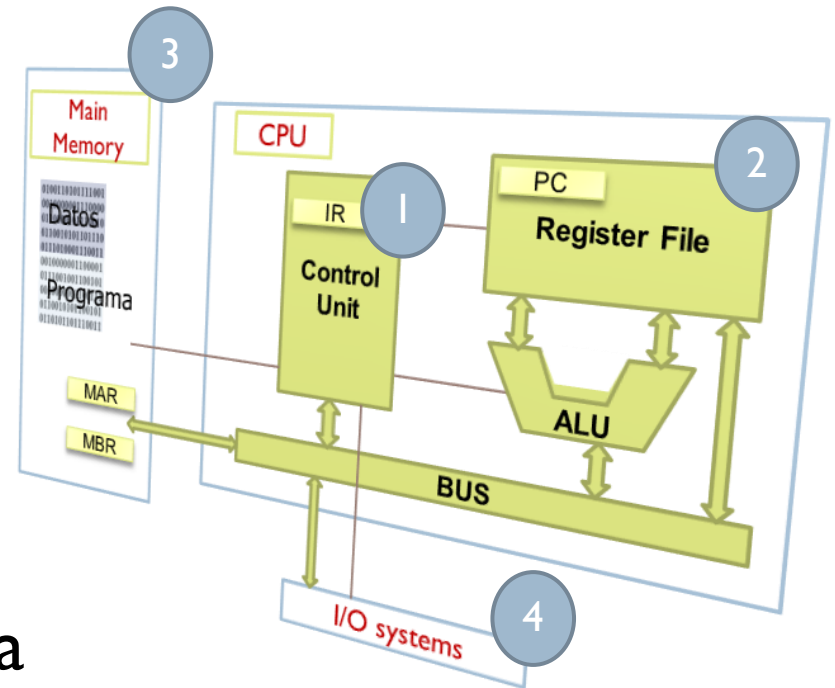 3
Main
Memory
CPU
2
PC
IR
1
Register File
Datos
Control
Unit
Programa
MAR
MBR
ALU
BUS
I/O systems
4
a